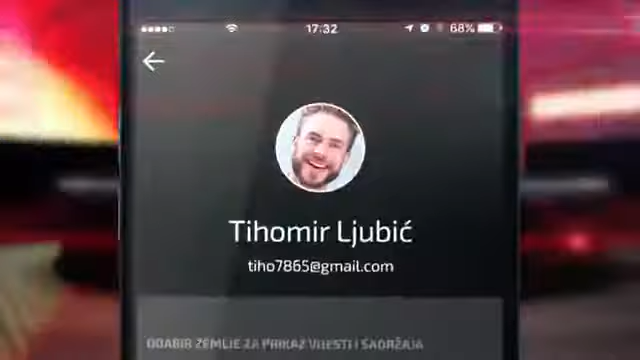 17:32
68%
Tihomir Ljubić
tiho7865@gmail.com
ODABIR ZEMLJE ZA PRIKAZ VIJESTI I SADRŽAJA